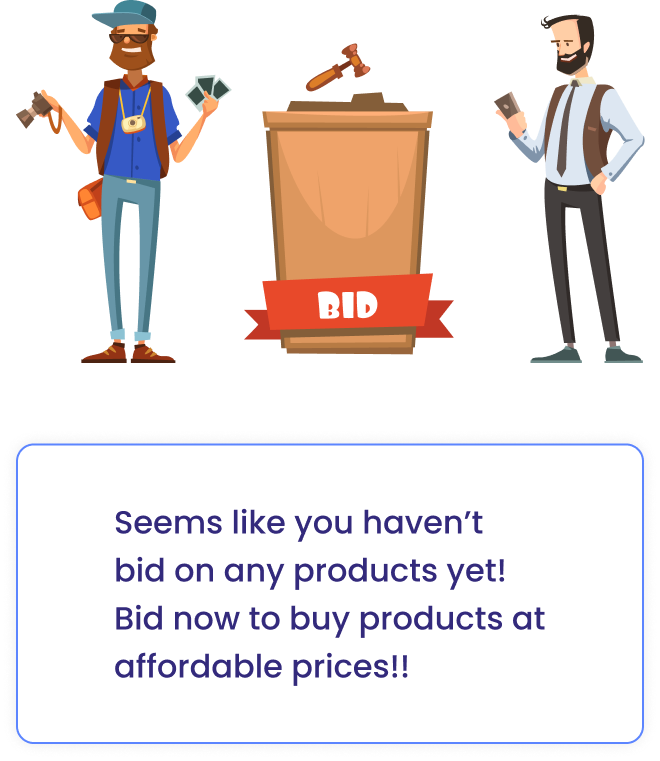 BID
Seems like you haven’t
bid on any products yet!
Bid now to buy products at
affordable prices!!